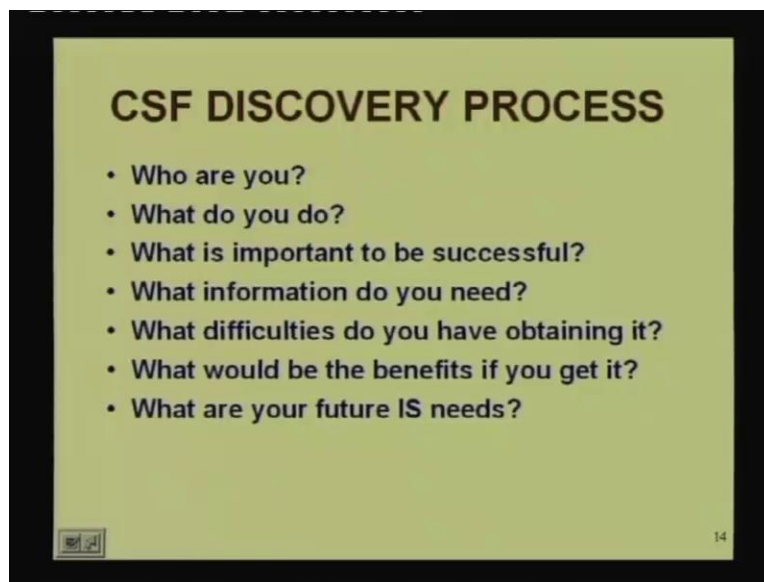 CSF DISCOVERY PROCESS
• Who are you?
• What do you do?
• What is important to be successful?
• What information do you need?
• What difficulties do you have obtaining it?
• What would be the benefits if you get it?
• What are your future IS needs?
14